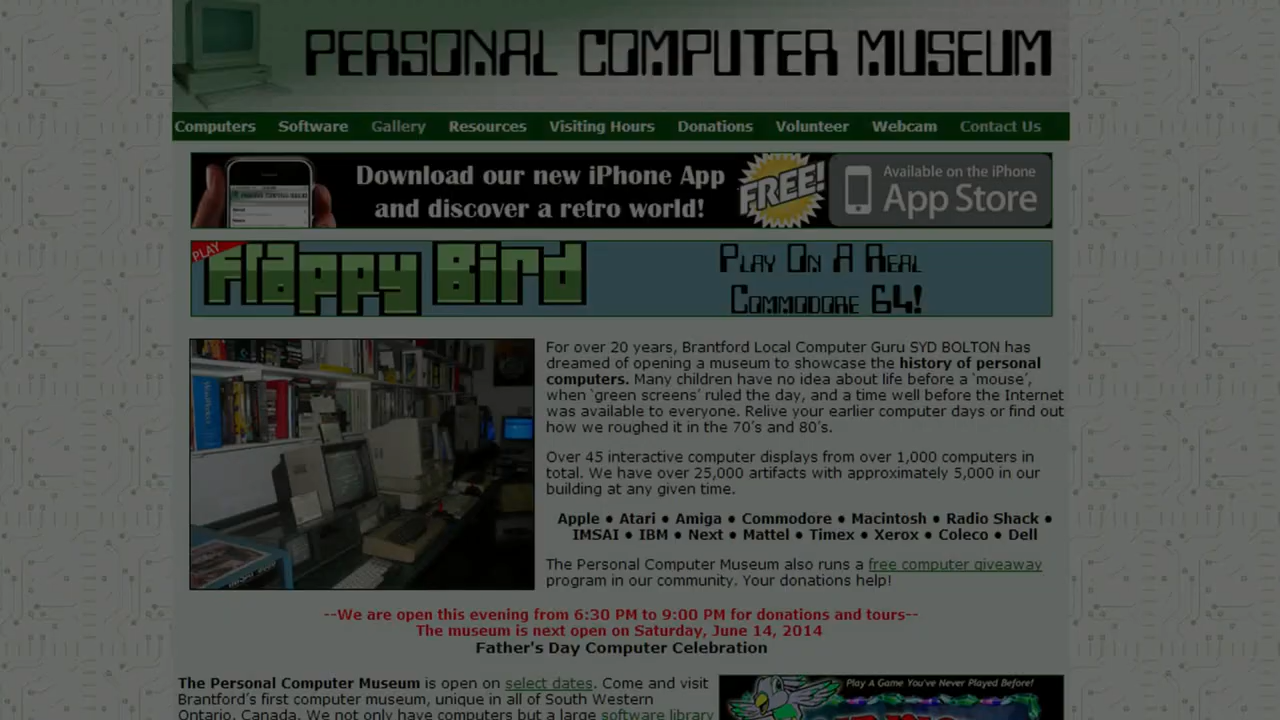 PERSONAL COMPUTER MUSEUM
Computers Software Gallery Resources Visiting Hours Donations Volunteer Webcam Contact Us
Download our new iPhone App
and discover a retro world!
FREE!
Available on the iPhone
App Store
PLAY
Flappy Bird
Play On A Real
Commodore 64!
For over 20 years, Brantford Local Computer Guru SYD BOLTON has
dreamed of opening a museum to showcase the history of personal
computers. Many children have no idea about life before a 'mouse',
when 'green screens' ruled the day, and a time well before the Internet
was available to everyone. Relive your earlier computer days or find out
how we roughed it in the 70's and 80's.
Over 45 interactive computer displays from over 1,000 computers in
total. We have over 25,000 artifacts with approximately 5,000 in our
building at any given time.
Apple • Atari • Amiga • Commodore • Macintosh • Radio Shack •
IMSAI • IBM • Next • Mattel • Timex • Xerox • Coleco • Dell
The Personal Computer Museum also runs a free computer giveaway
program in our community. Your donations help!
--We are open this evening from 6:30 PM to 9:00 PM for donations and tours--
The museum is next open on Saturday, June 14, 2014
Father's Day Computer Celebration
The Personal Computer Museum is open on select dates. Come and visit
Brantford's first computer museum, unique in all of South Western
Ontario, Canada. We not only have computers but a large software library
Play A Game You've Never Played Before!